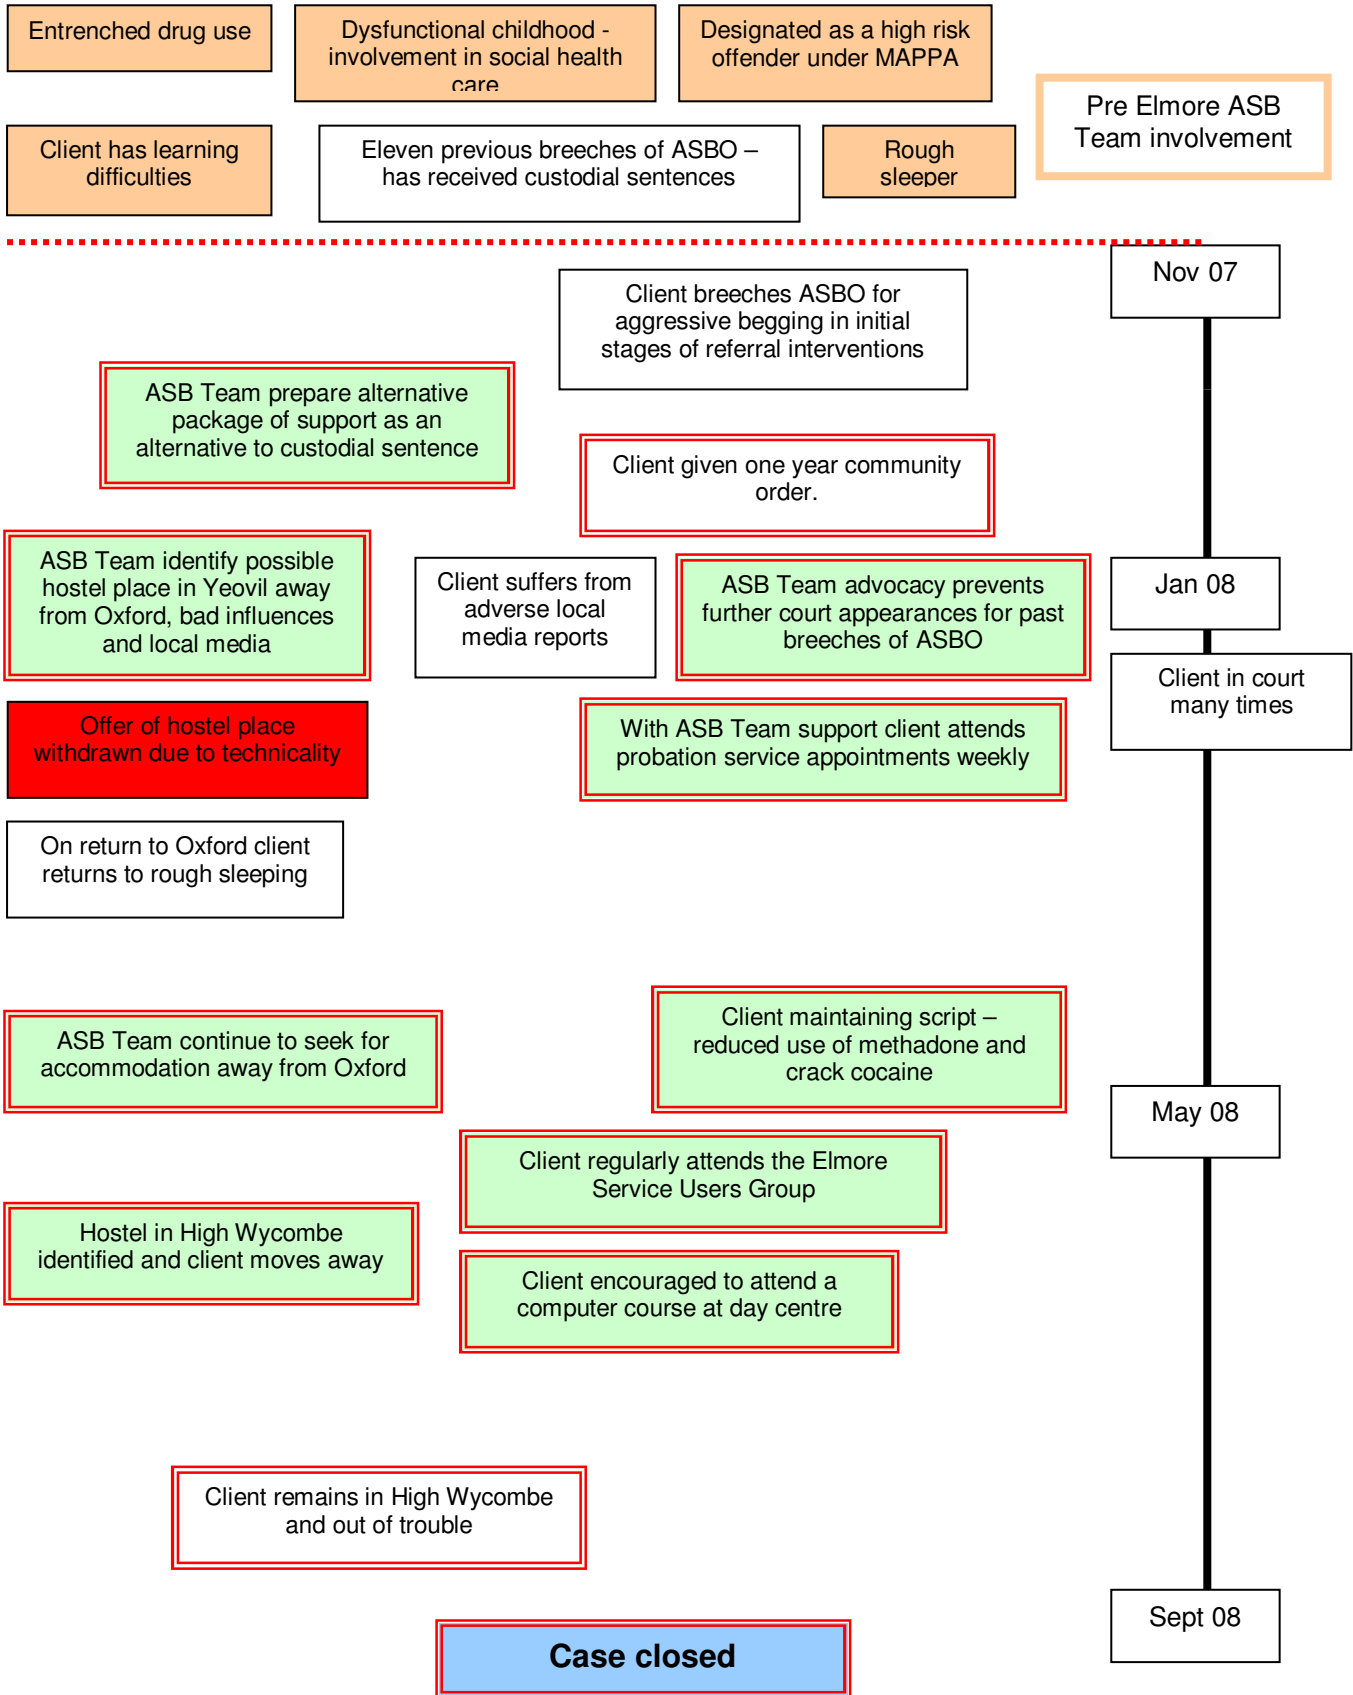 Entrenched drug use
Dysfunctional childhood -
involvement in social health
care
Designated as a high risk
offender under MAPPA
Pre Elmore ASB
Team involvement
Client has learning
difficulties
Eleven previous breeches of ASBO –
has received custodial sentences
Rough
sleeper
Nov 07
Client breeches ASBO for
aggressive begging in initial
stages of referral interventions
ASB Team prepare alternative
package of support as an
alternative to custodial sentence
Client given one year community
order.
ASB Team identify possible
hostel place in Yeovil away
from Oxford, bad influences
and local media
Client suffers from
adverse local
media reports
ASB Team advocacy prevents
further court appearances for past
breeches of ASBO
Jan 08
Client in court
many times
Offer of hostel place
withdrawn due to technicality
With ASB Team support client attends
probation service appointments weekly
On return to Oxford client
returns to rough sleeping
ASB Team continue to seek for
accommodation away from Oxford
Client maintaining script –
reduced use of methadone and
crack cocaine
May 08
Client regularly attends the Elmore
Service Users Group
Hostel in High Wycombe
identified and client moves away
Client encouraged to attend a
computer course at day centre
Client remains in High Wycombe
and out of trouble
Sept 08
Case closed